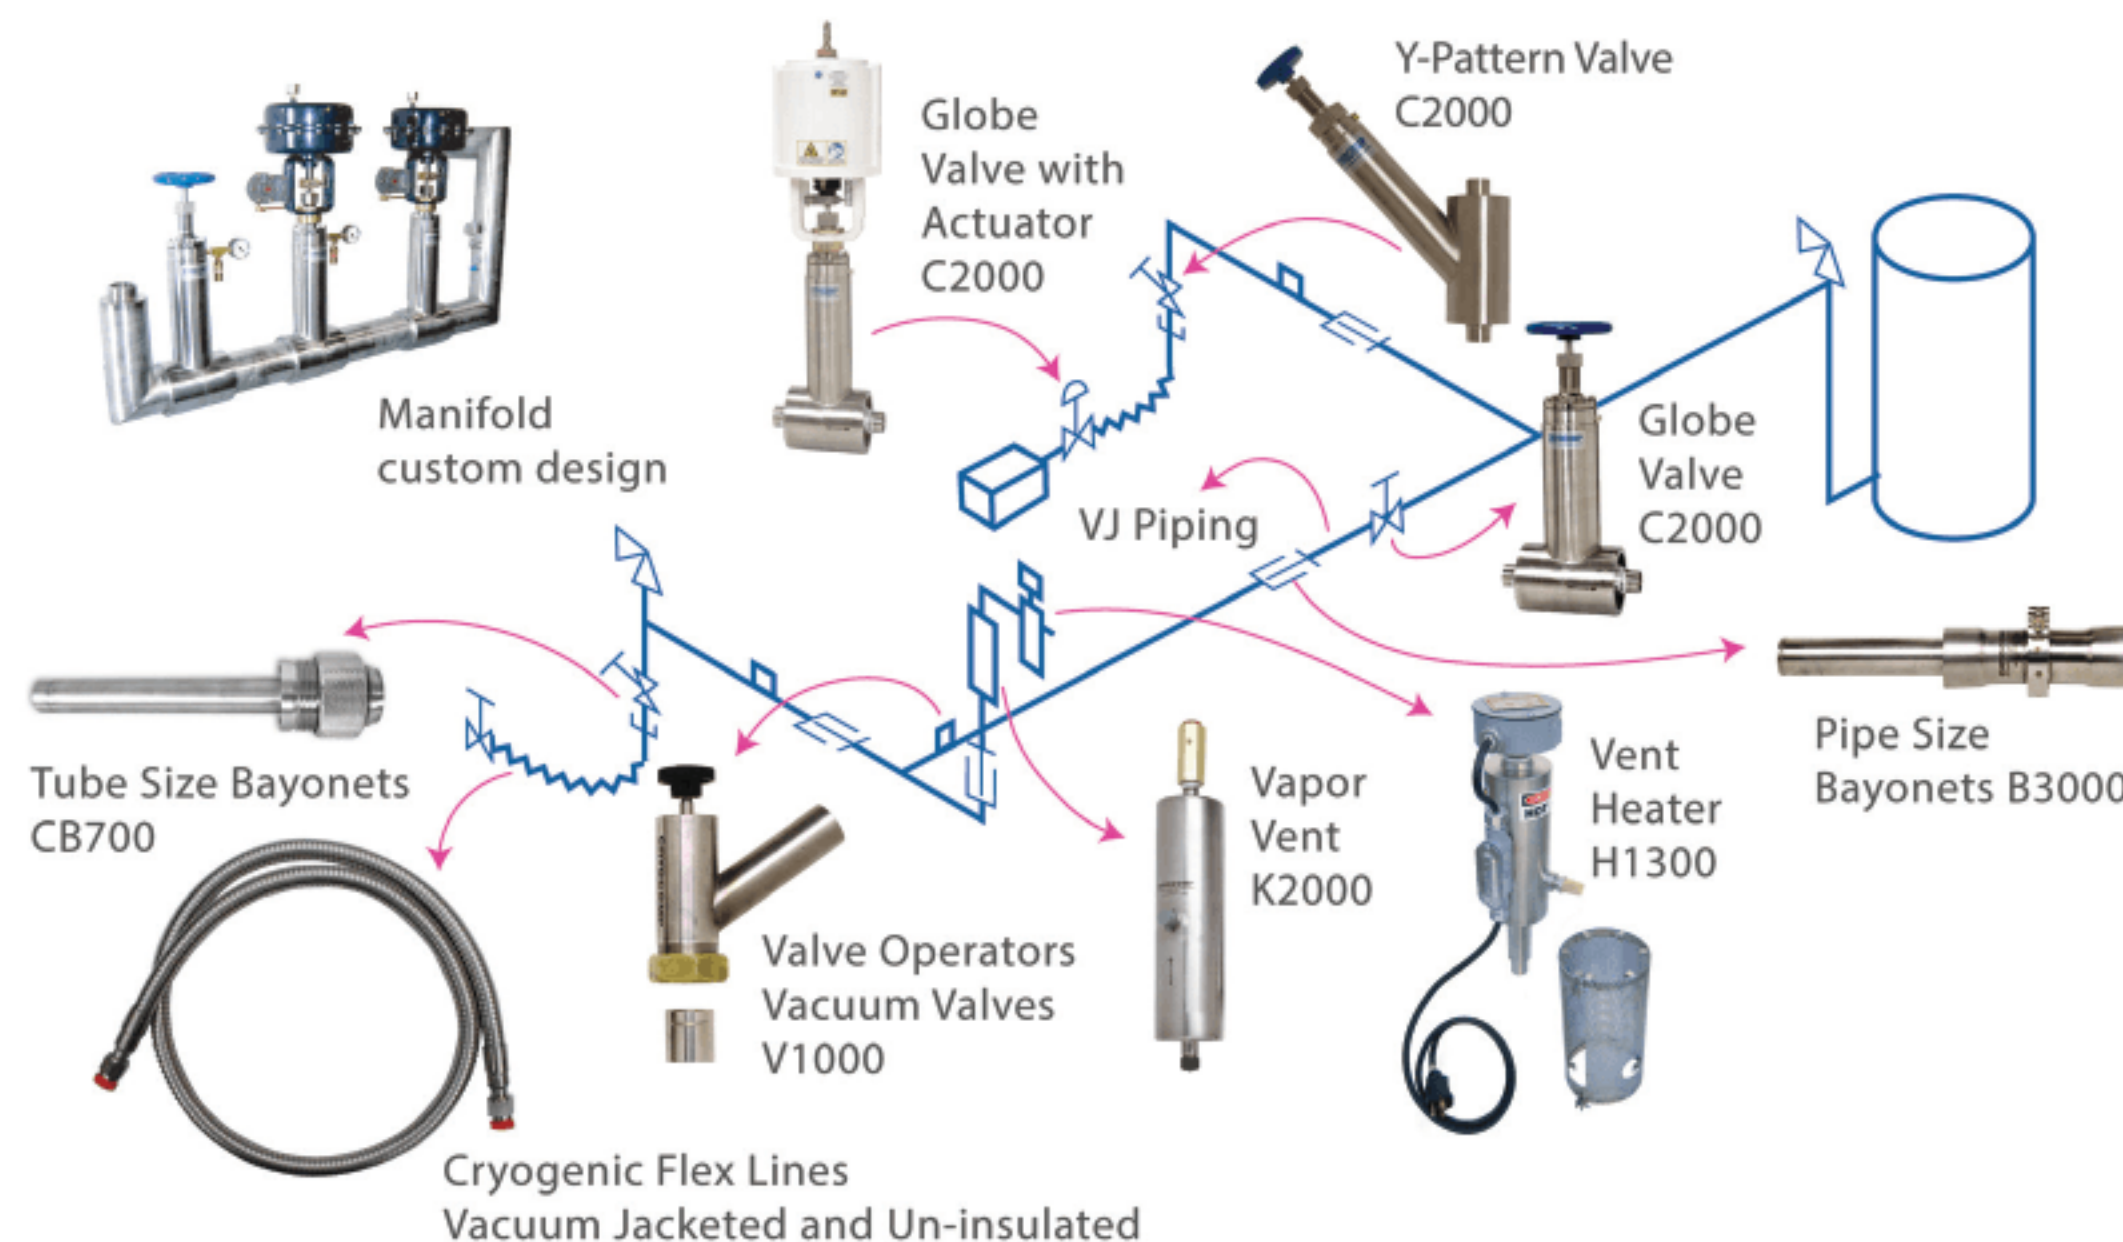 Y-Pattern Valve
C2000
Globe
Valve with
Actuator
C2000
Manifold
custom design
Globe
Valve
C2000
VJ Piping
Tube Size Bayonets
CB700
Pipe Size
Bayonets B3000
Vent
Heater
H1300
Vapor
Vent
K2000
Valve Operators
Vacuum Valves
V1000
Cryogenic Flex Lines
Vacuum Jacketed and Un-insulated